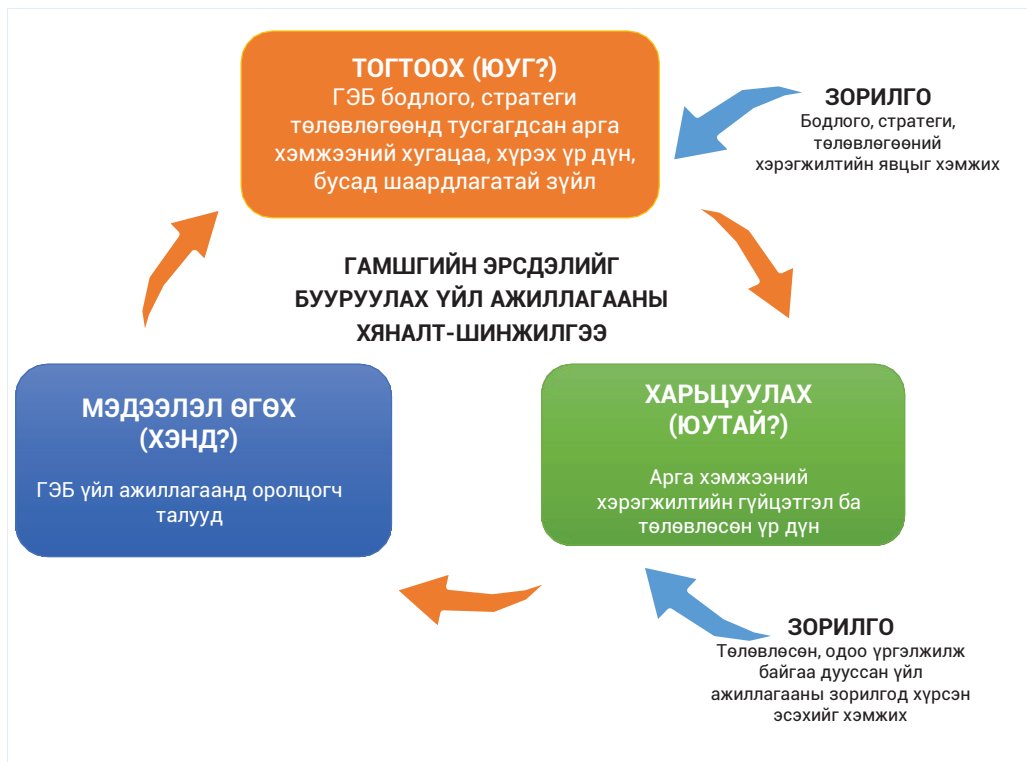 ТОГТООХ (ЮУГ?)
ГЭБ бодлого, стратеги
төлөвлөгөөнд тусгагдсан арга
хэмжээний хугацаа, хүрэх үр дүн,
бусад шаардлагатай зүйл
ЗОРИЛГО
Бодлого, стратеги,
төлөвлөгөөний
хэрэгжилтийн явцыг хэмжих
ГАМШГИЙН ЭРСДЭЛИЙГ
БУУРУУЛАХ ҮЙЛ АЖИЛЛАГААНЫ
ХЯНАЛТ-ШИНЖИЛГЭЭ
МЭДЭЭЛЭЛ ӨГӨХ
(ХЭНД?)
ГЭБ үйл ажиллагаанд оролцогч
талууд
ХАРЬЦУУЛАХ
(ЮУТАЙ?)
Арга хэмжээний
хэрэгжилтийн гүйцэтгэл ба
төлөвлөсөн үр дүн
ЗОРИЛГО
Төлөвлөсөн, одоо үргэлжилж
байгаа дууссан үйл
ажиллагааны зорилгод хүрсэн
эсэхийг хэмжих